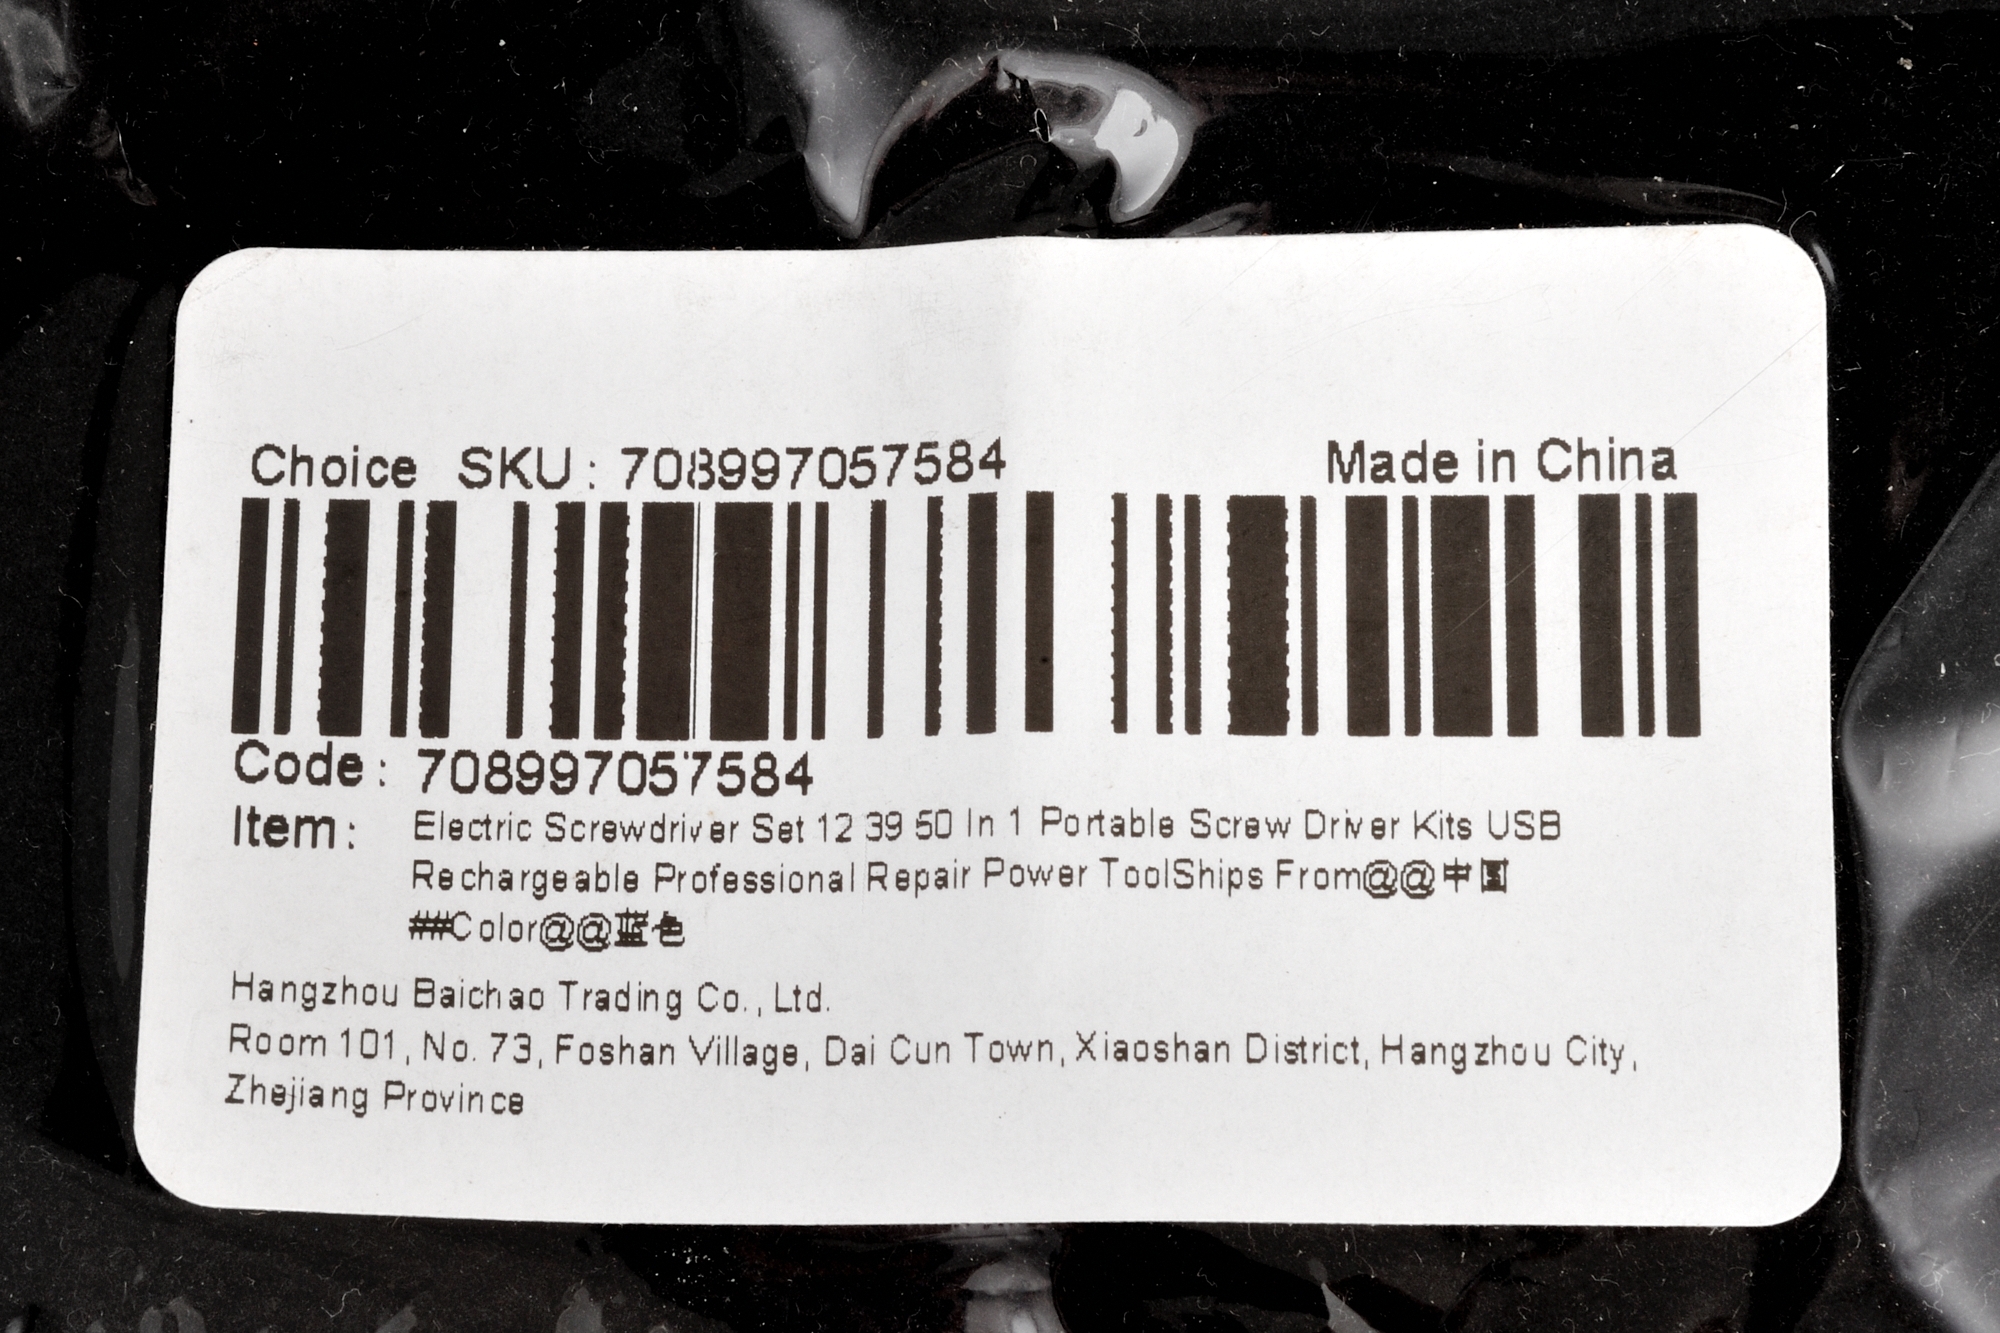 Choice SKU: 708997057584
Made in China
Code: 708997057584
Item: Electric Screwdriver Set 12 39 50 In 1 Portable Screw Driver Kits USB
Rechargeable Professional Repair Power ToolShips From@@中国
##Color@@蓝色
Hangzhou Baichao Trading Co., Ltd.
Room 101, No. 73, Foshan Village, Dai Cun Town, Xiaoshan District, Hangzhou City,
Zhejiang Province